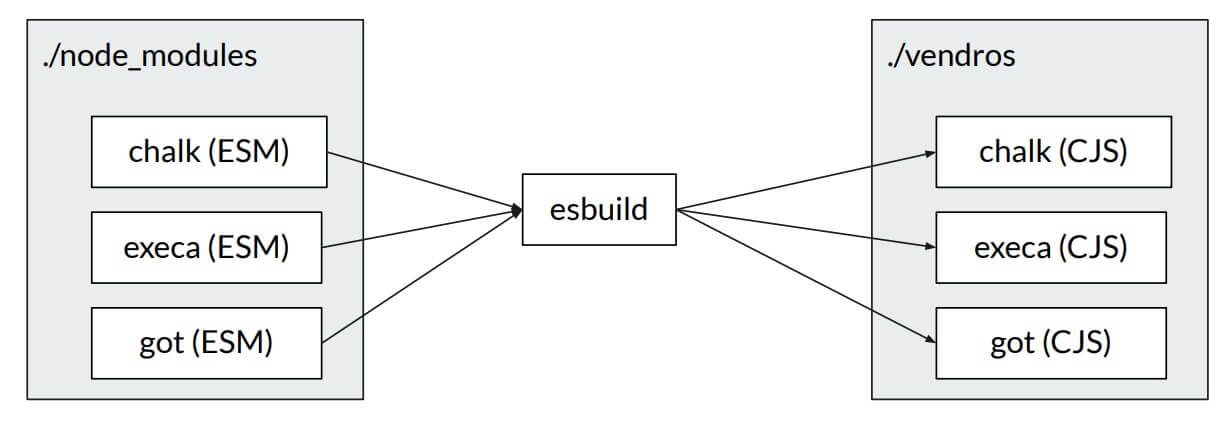 ./node_modules
chalk (ESM)
execa (ESM)
got (ESM)
esbuild
./vendros
chalk (CJS)
execa (CJS)
got (CJS)